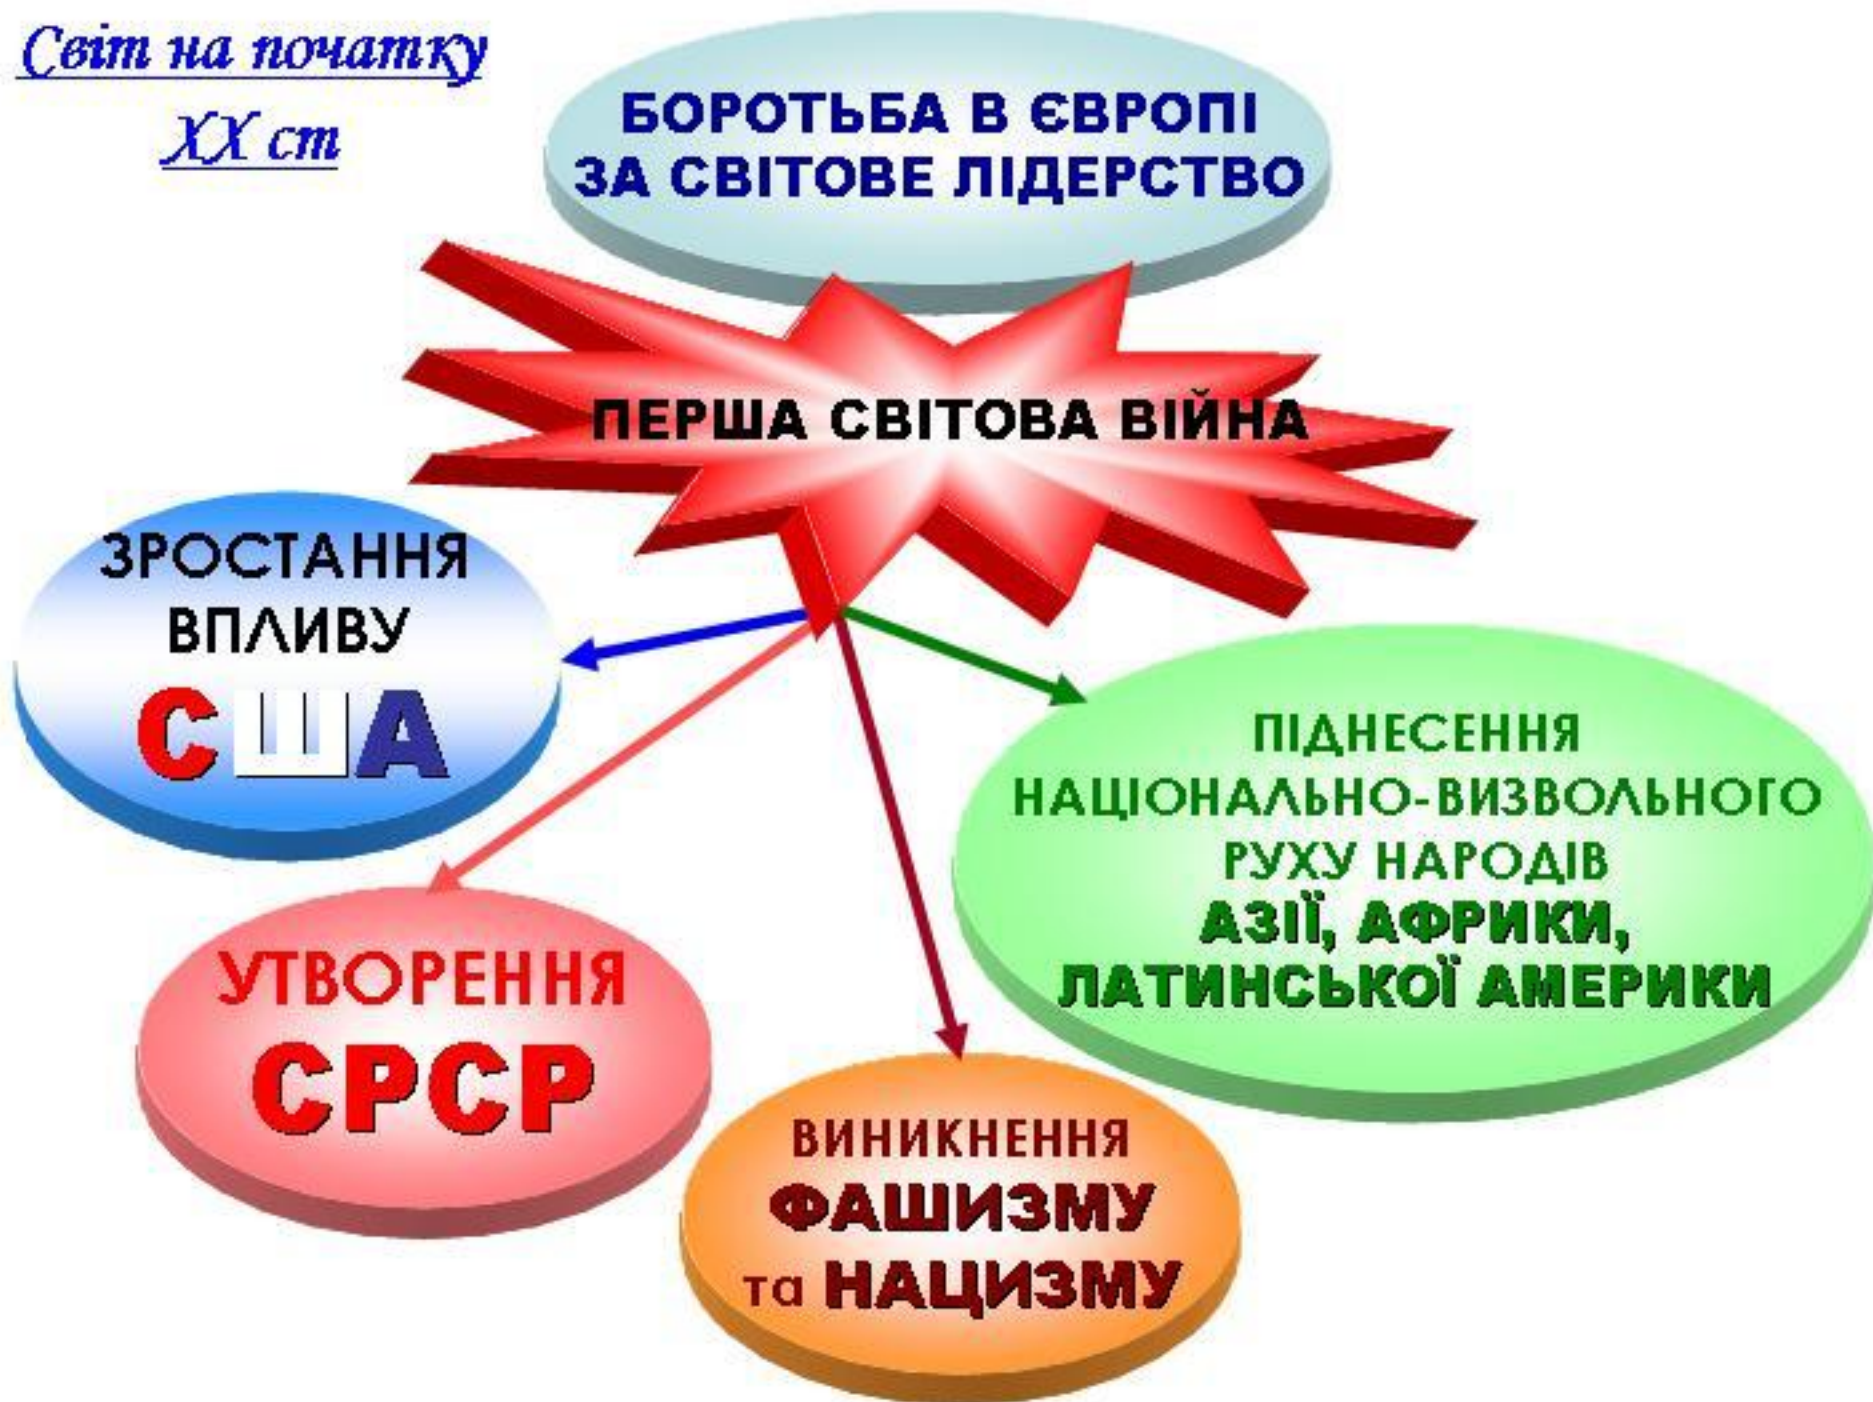 Світ на початку
ХХ ст
БОРОТЬБА В ЄВРОПІ
ЗА СВІТОВЕ ЛІДЕРСТВО
ПЕРША СВІТОВА ВІЙНА
ЗРОСТАННЯ
ВПЛИВУ
США
УТВОРЕННЯ
СРСР
ВИНИКНЕННЯ
ФАШИЗМУ
та НАЦИЗМУ
ПІДНЕСЕННЯ
НАЦІОНАЛЬНО-ВИЗВОЛЬНОГО
РУХУ НАРОДІВ
АЗІЇ, АФРИКИ,
ЛАТИНСЬКОЇ АМЕРИКИ